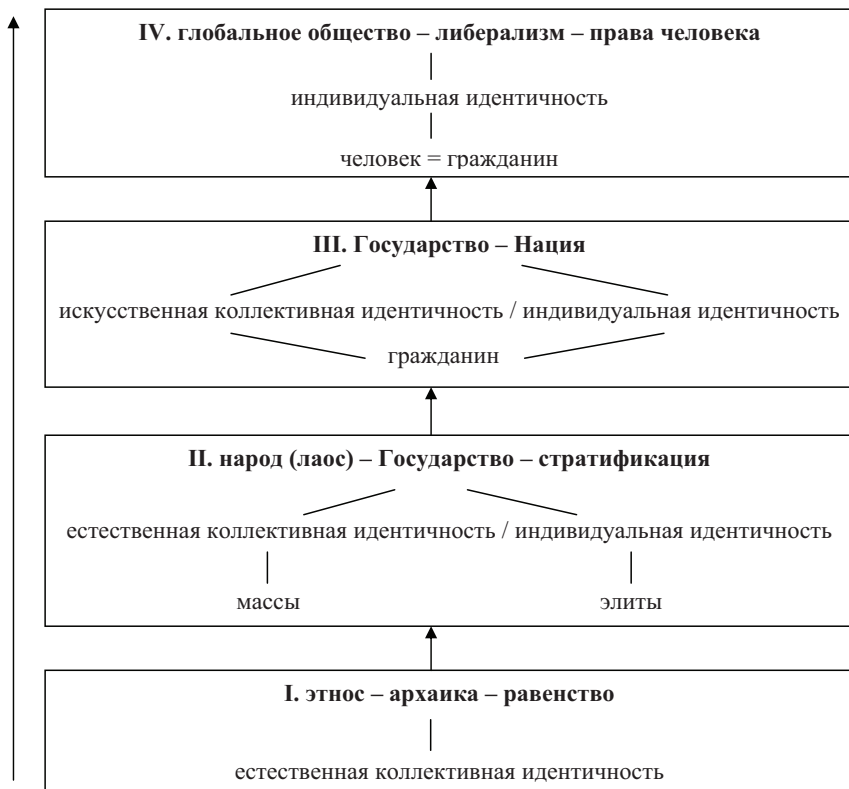 IV. глобальное общество – либерализм – права человека
индивидуальная идентичность
человек = гражданин
III. Государство – Нация
искусственная коллективная идентичность / индивидуальная идентичность
гражданин
II. народ (лаос) – Государство – стратификация
естественная коллективная идентичность / индивидуальная идентичность
массы элиты
I. этнос – архаика – равенство
естественная коллективная идентичность